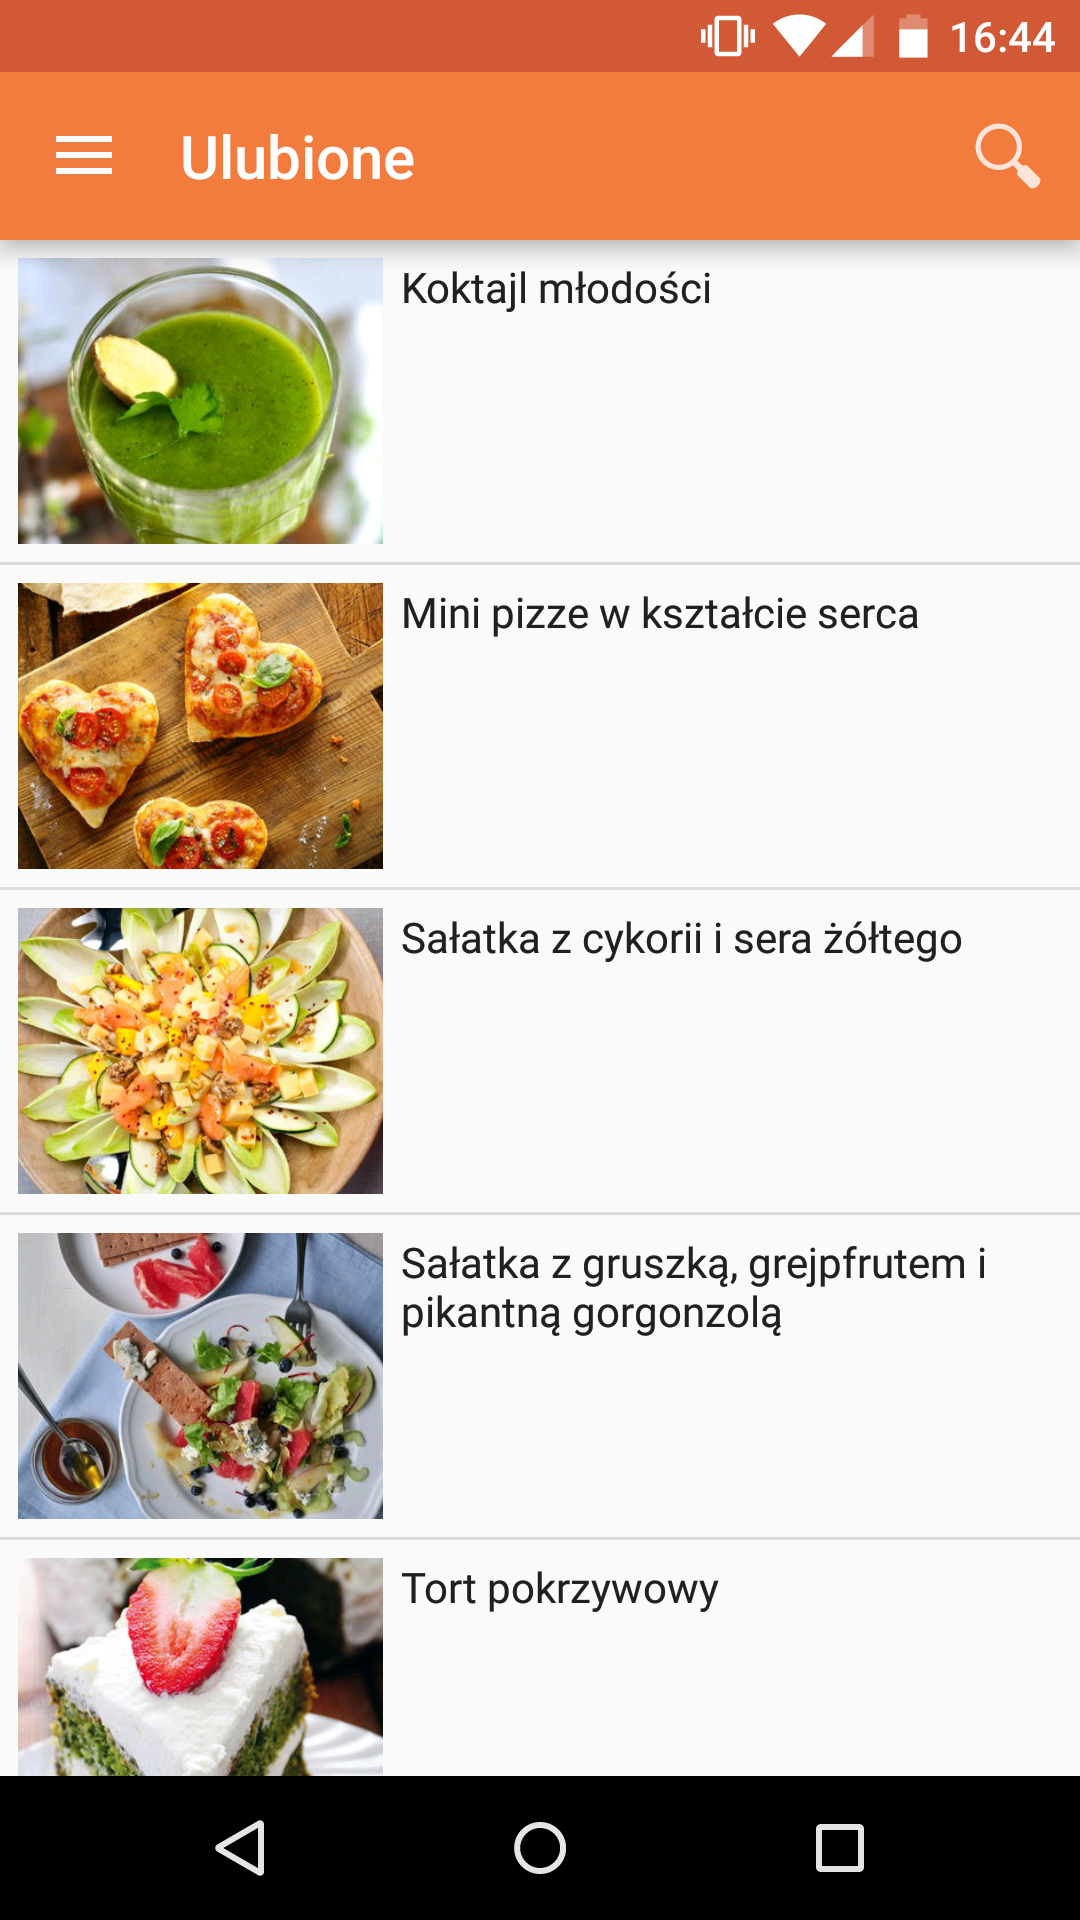 16:44
Ulubione
Koktajl młodości
Mini pizze w kształcie serca
Sałatka z cykorii i sera żółtego
Sałatka z gruszką, grejpfrutem i
pikantną gorgonzolą
Tort pokrzywowy